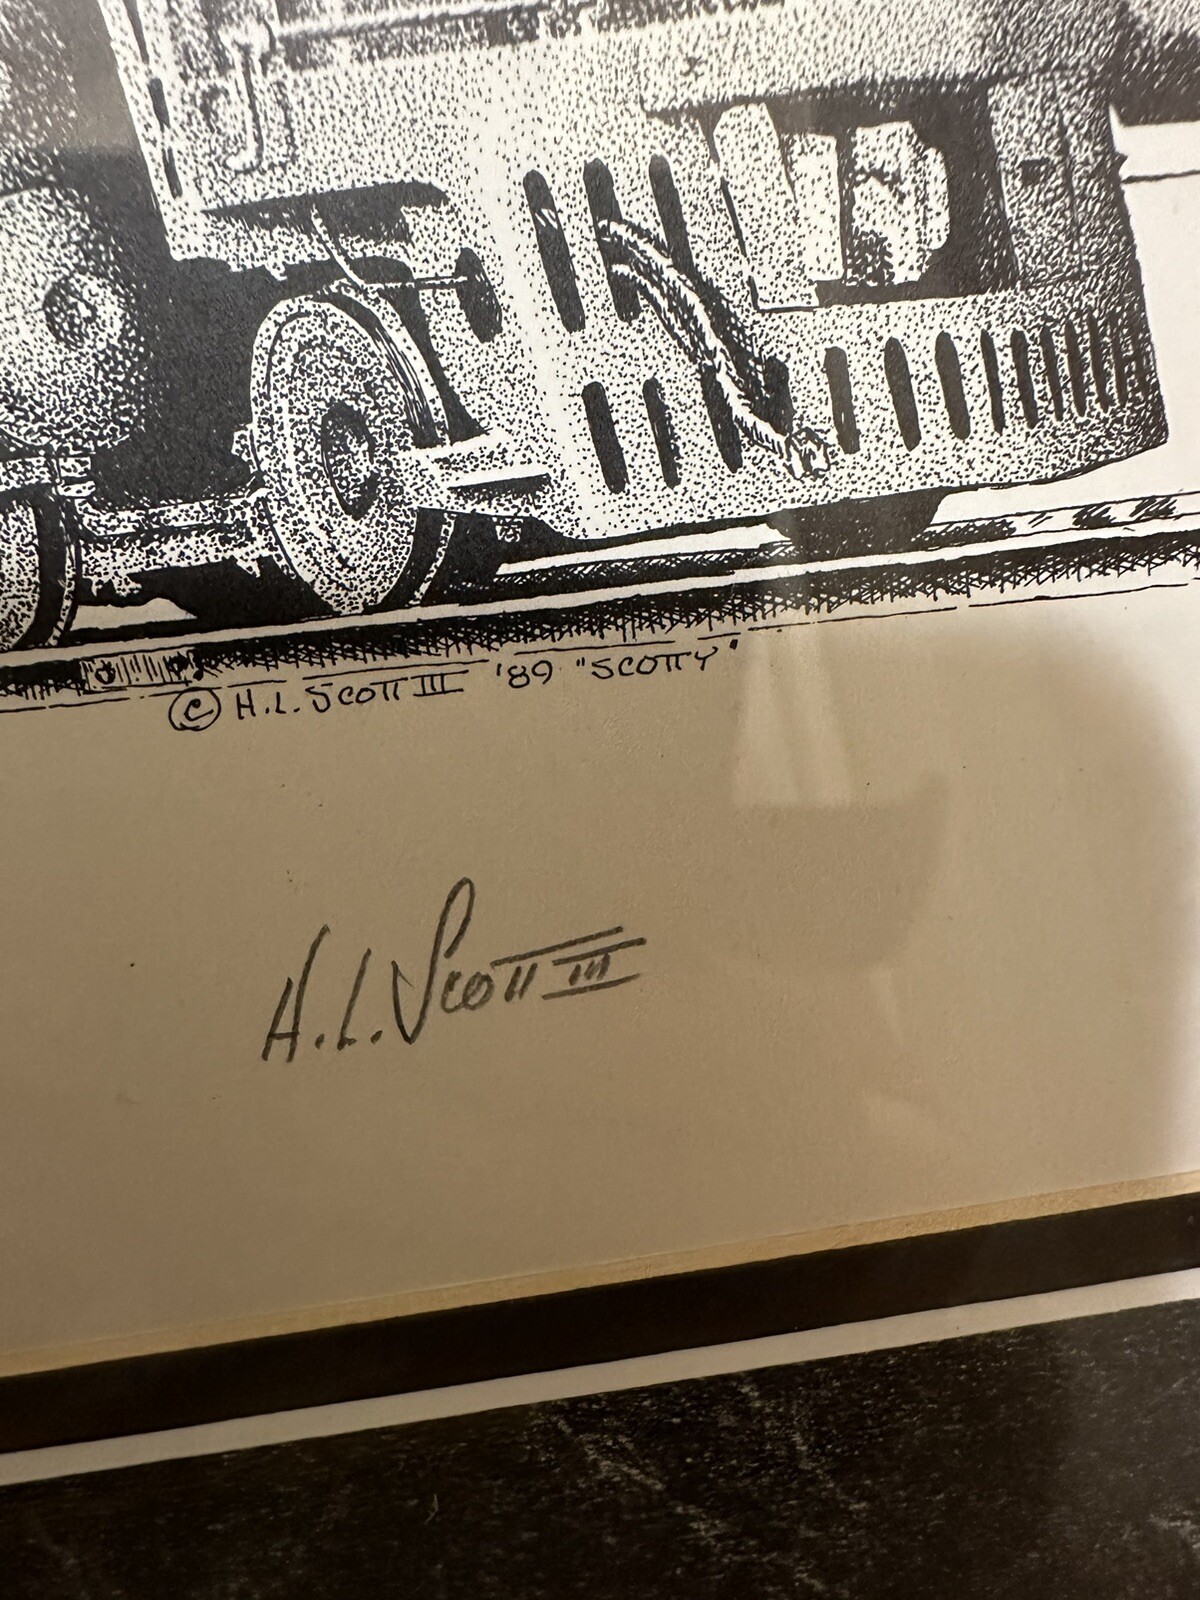 © H.L. SCOTT III '89 "SCOTTY"
H.L. SCOTT III